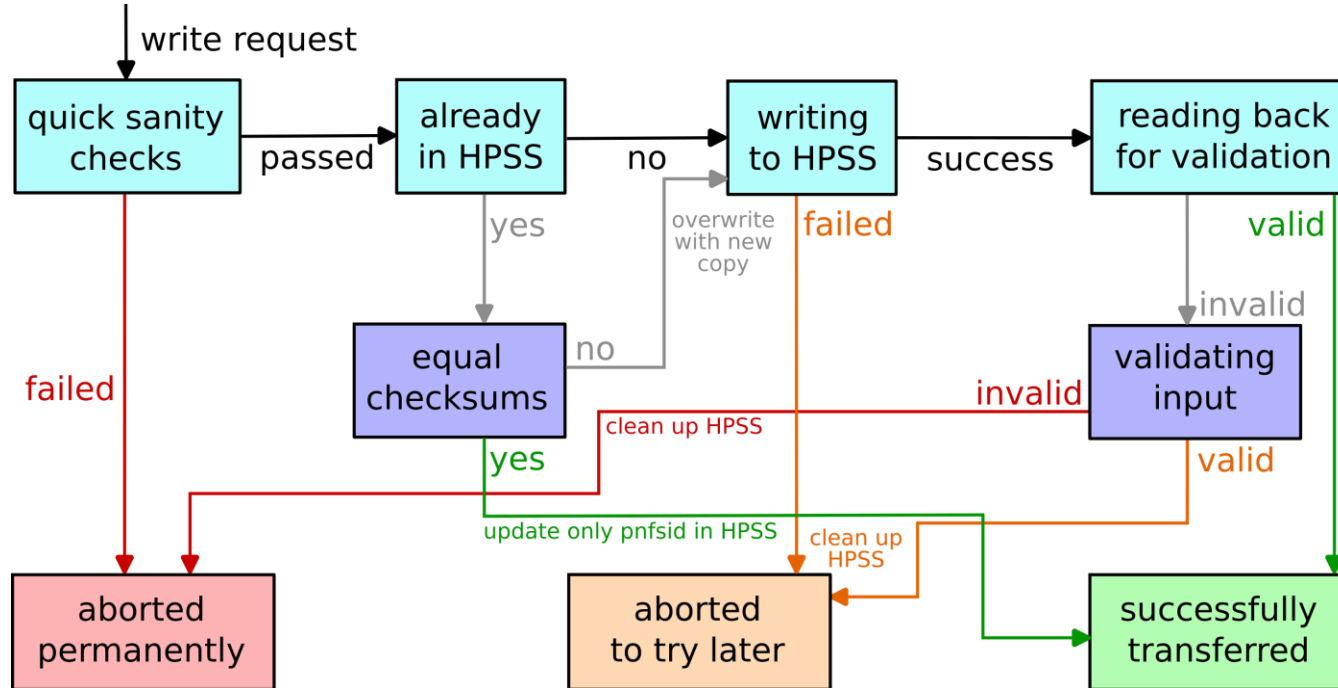 write request
quick sanity
checks
passed
already
in HPSS
no
writing
to HPSS
success
reading back
for validation
yes
overwrite
with new
copy
failed
valid
invalid
failed
equal
checksums
no
validating
input
invalid
clean up HPSS
yes
valid
update only pnfsid in HPSS
clean up
HPSS
aborted
permanently
aborted
to try later
successfully
transferred